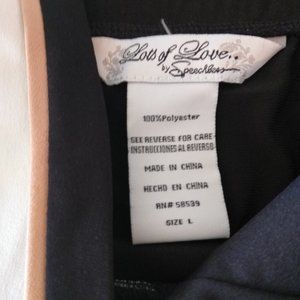 Lots of Love..
by Speechless
100%Polyester
SEE REVERSE FOR CARE
INSTRUCCIONES AL REVERSO
MADE IN CHINA
HECHO EN CHINA
RN# 58539
SIZE L